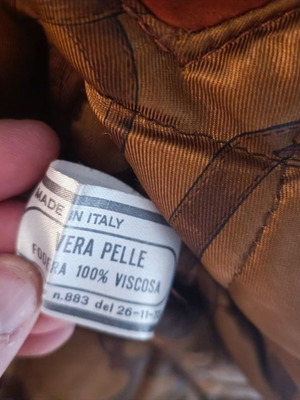 MADE IN ITALY
VERA PELLE
FODERA 100% VISCOSA
n.883 del 26-11-